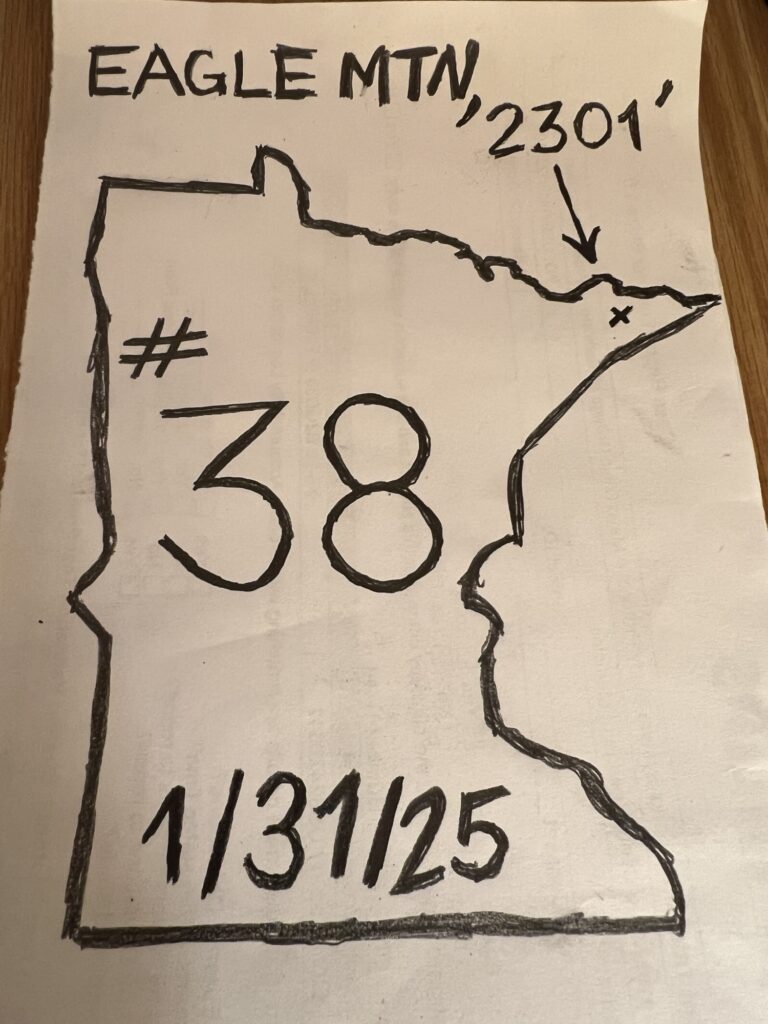 EAGLE MTN
'2301'
x
#
38
1/31/25